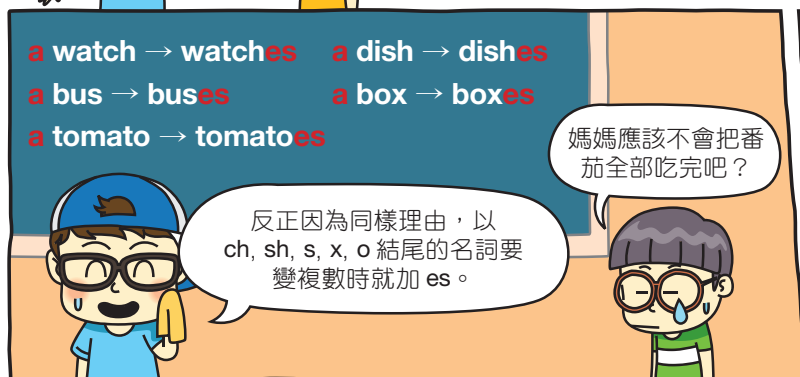 a watch → watches a dish → dishes
a bus → buses a box → boxes
a tomato → tomatoes
媽媽應該不會把番
茄全部吃完吧？
反正因為同樣理由，以
ch, sh, s, x, o 結尾的名詞要
變複數時就加 es。